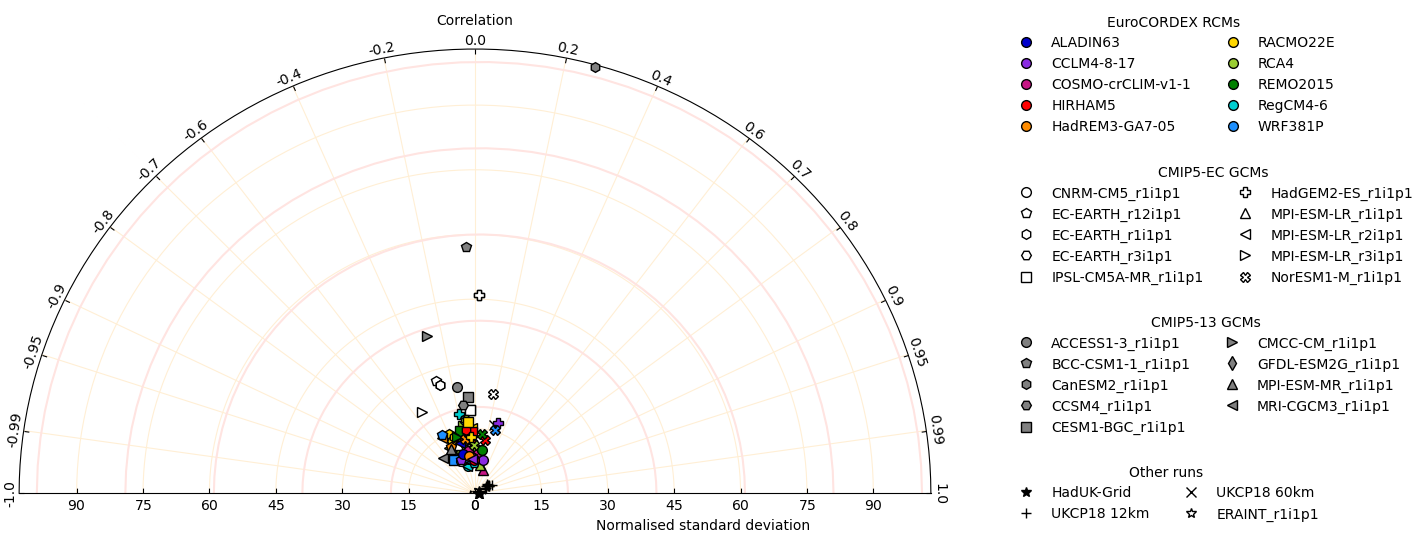 Correlation
-1.0
-0.99
-0.95
-0.9
-0.8
-0.7
-0.6
-0.4
-0.2
0.0
0.2
0.4
0.6
0.7
0.8
0.9
0.95
0.99
1.0
90 75 60 45 30 15 0 15 30 45 60 75 90
Normalised standard deviation
EuroCORDEX RCMs
ALADIN63 RACMO22E
CCLM4-8-17 RCA4
COSMO-crCLIM-v1-1 REMO2015
HIRHAM5 RegCM4-6
HadREM3-GA7-05 WRF381P
CMIP5-EC GCMs
CNRM-CM5_r1i1p1 HadGEM2-ES_r1i1p1
EC-EARTH_r12i1p1 MPI-ESM-LR_r1i1p1
EC-EARTH_r1i1p1 MPI-ESM-LR_r2i1p1
EC-EARTH_r3i1p1 MPI-ESM-LR_r3i1p1
IPSL-CM5A-MR_r1i1p1 NorESM1-M_r1i1p1
CMIP5-13 GCMs
ACCESS1-3_r1i1p1 CMCC-CM_r1i1p1
BCC-CSM1-1_r1i1p1 GFDL-ESM2G_r1i1p1
CanESM2_r1i1p1 MPI-ESM-MR_r1i1p1
CCSM4_r1i1p1 MRI-CGCM3_r1i1p1
CESM1-BGC_r1i1p1
Other runs
HadUK-Grid UKCP18 60km
UKCP18 12km ERAINT_r1i1p1